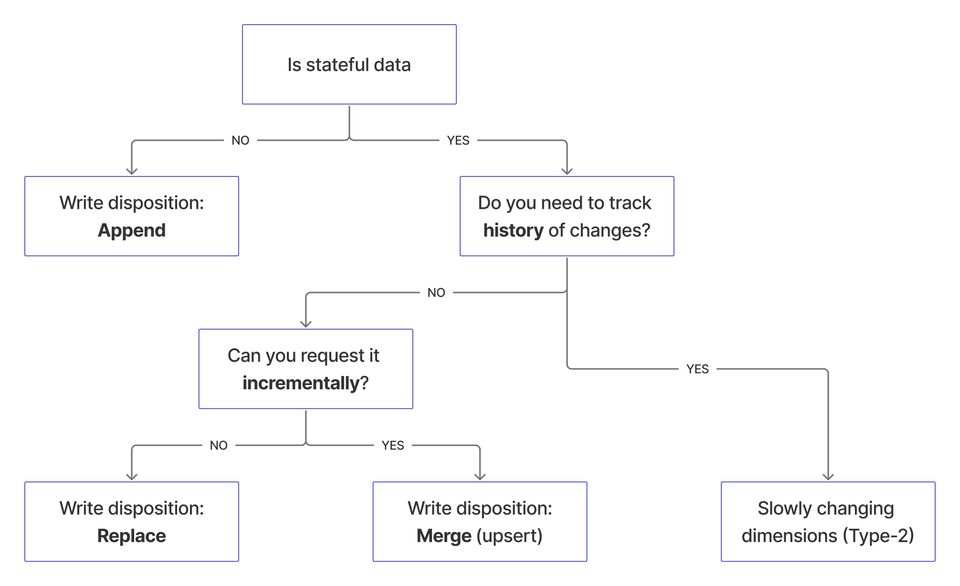 Is stateful data
NO
YES
Write disposition:
Append
Do you need to track
history of changes?
NO
YES
Can you request it
incrementally?
NO
YES
Write disposition:
Replace
Write disposition:
Merge (upsert)
Slowly changing
dimensions (Type-2)